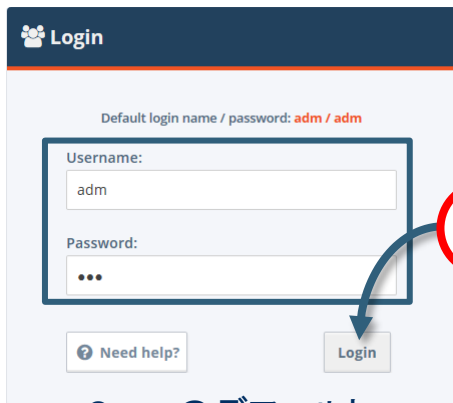 Login
Default login name / password: adm / adm
Username:
adm
Password:
•••
Need help?
Login